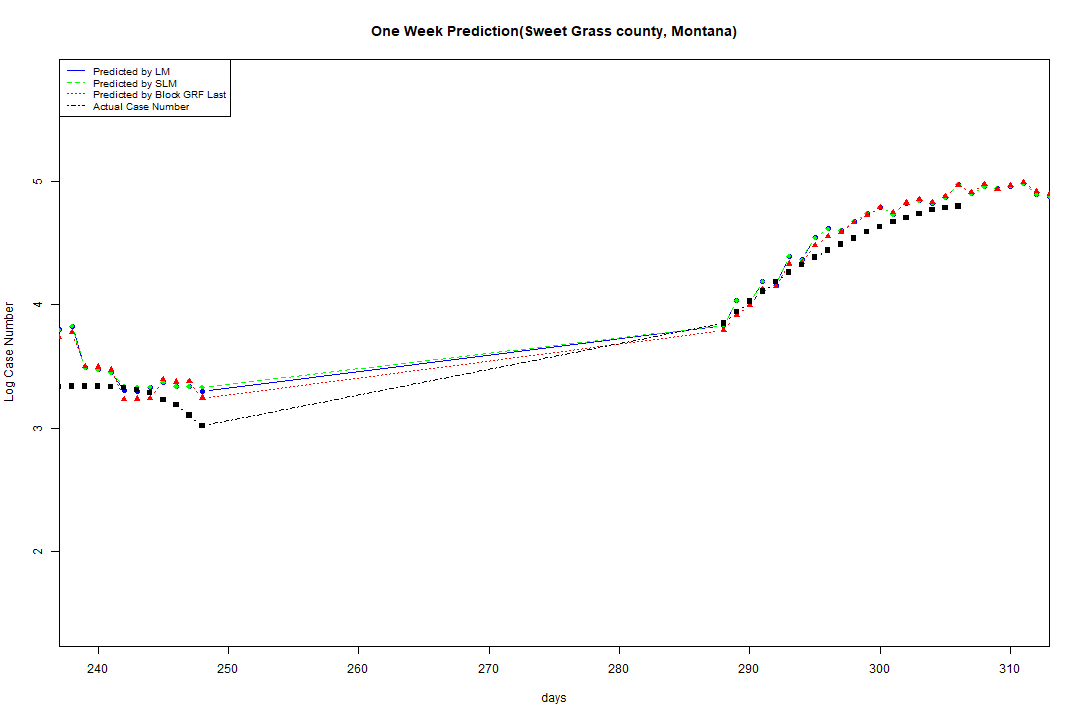 One Week Prediction(Sweet Grass county, Montana)
Predicted by LM
Predicted by SLM
Predicted by Block GRF Last
Actual Case Number
5
4
3
2
Log Case Number
240 250 260 270 280 290 300 310
days